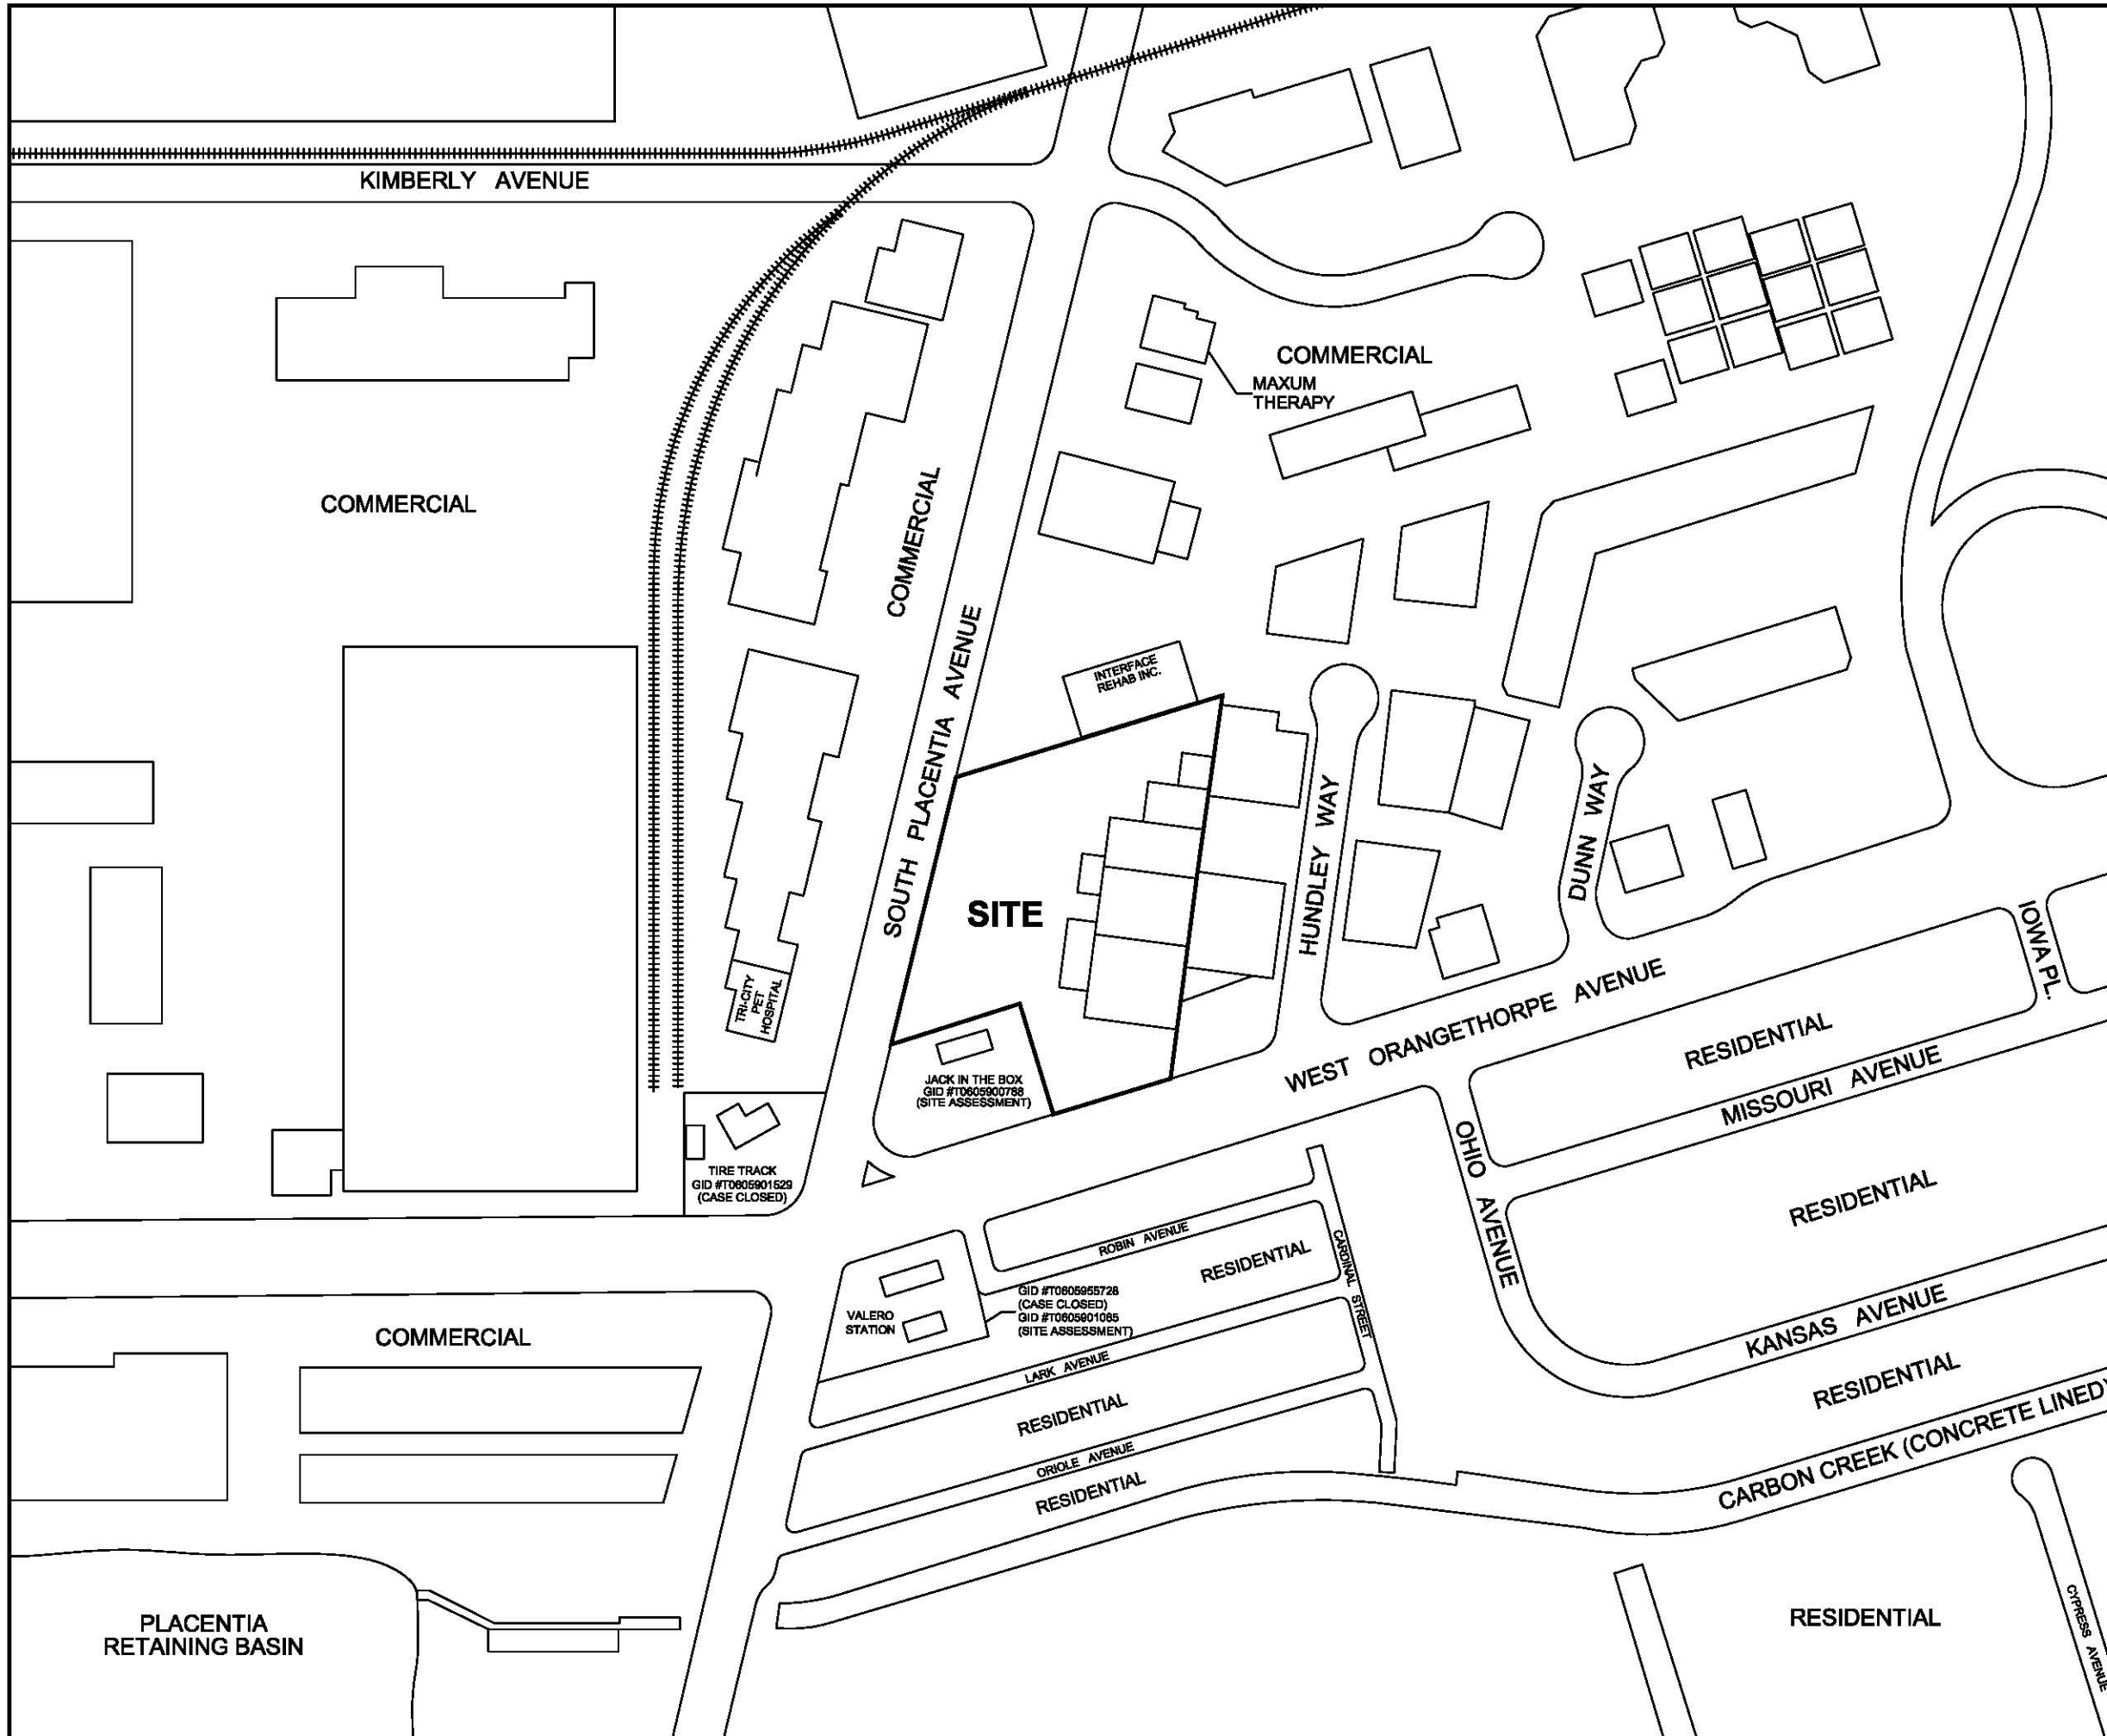 KIMBERLY AVENUE
COMMERCIAL
MAXUM
THERAPY
COMMERCIAL
COMMERCIAL
SOUTH PLACENTIA AVENUE
INTERFACE
REHAB INC.
SITE
HUNDLEY WAY
DUNN WAY
IOWA PL.
TRI-CITY
PET
HOSPITAL
JACK IN THE BOX
GID #T0605900788
(SITE ASSESSMENT)
WEST ORANGETHORPE AVENUE
RESIDENTIAL
MISSOURI AVENUE
OHIO AVENUE
RESIDENTIAL
TIRE TRACK
GID #T0605901529
(CASE CLOSED)
ROBIN AVENUE
RESIDENTIAL
CARDINAL STREET
VALERO
STATION
GID #T0605955728
(CASE CLOSED)
GID #T0605901085
(SITE ASSESSMENT)
COMMERCIAL
LARK AVENUE
KANSAS AVENUE
RESIDENTIAL
RESIDENTIAL
ORIOLE AVENUE
RESIDENTIAL
CARBON CREEK (CONCRETE LINED)
PLACENTIA
RETAINING BASIN
RESIDENTIAL
CYPRESS AVENUE